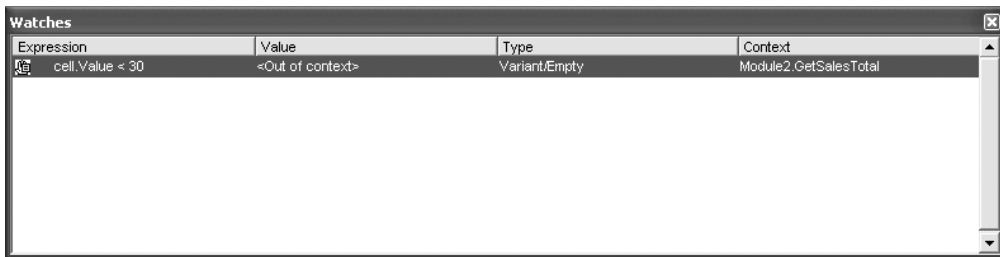 Watches
Expression Value Type Context
cell.Value < 30 <Out of context> Variant/Empty Module2.GetSalesTotal